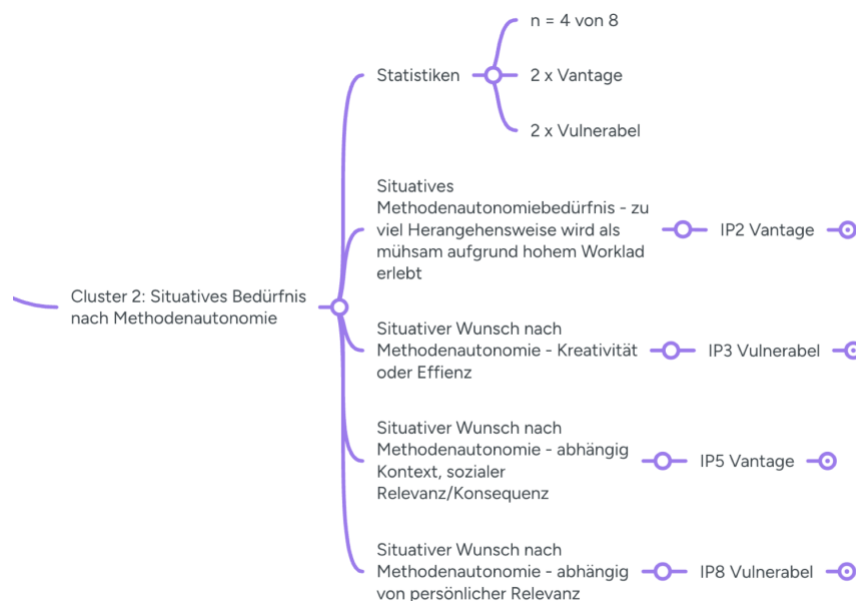 n = 4 von 8
Statistiken
2 x Vantage
2 x Vulnerabel
Situatives
Methodenautonomiebedürfnis - zu
viel Herangehensweise wird als
mühsam aufgrund hohem Worklad
erlebt
IP2 Vantage
Cluster 2: Situatives Bedürfnis
nach Methodenautonomie
Situativer Wunsch nach
Methodenautonomie - Kreativität
oder Effienz
IP3 Vulnerabel
Situativer Wunsch nach
Methodenautonomie - abhängig
Kontext, sozialer
Relevanz/Konsequenz
IP5 Vantage
Situativer Wunsch nach
Methodenautonomie - abhängig
von persönlicher Relevanz
IP8 Vulnerabel